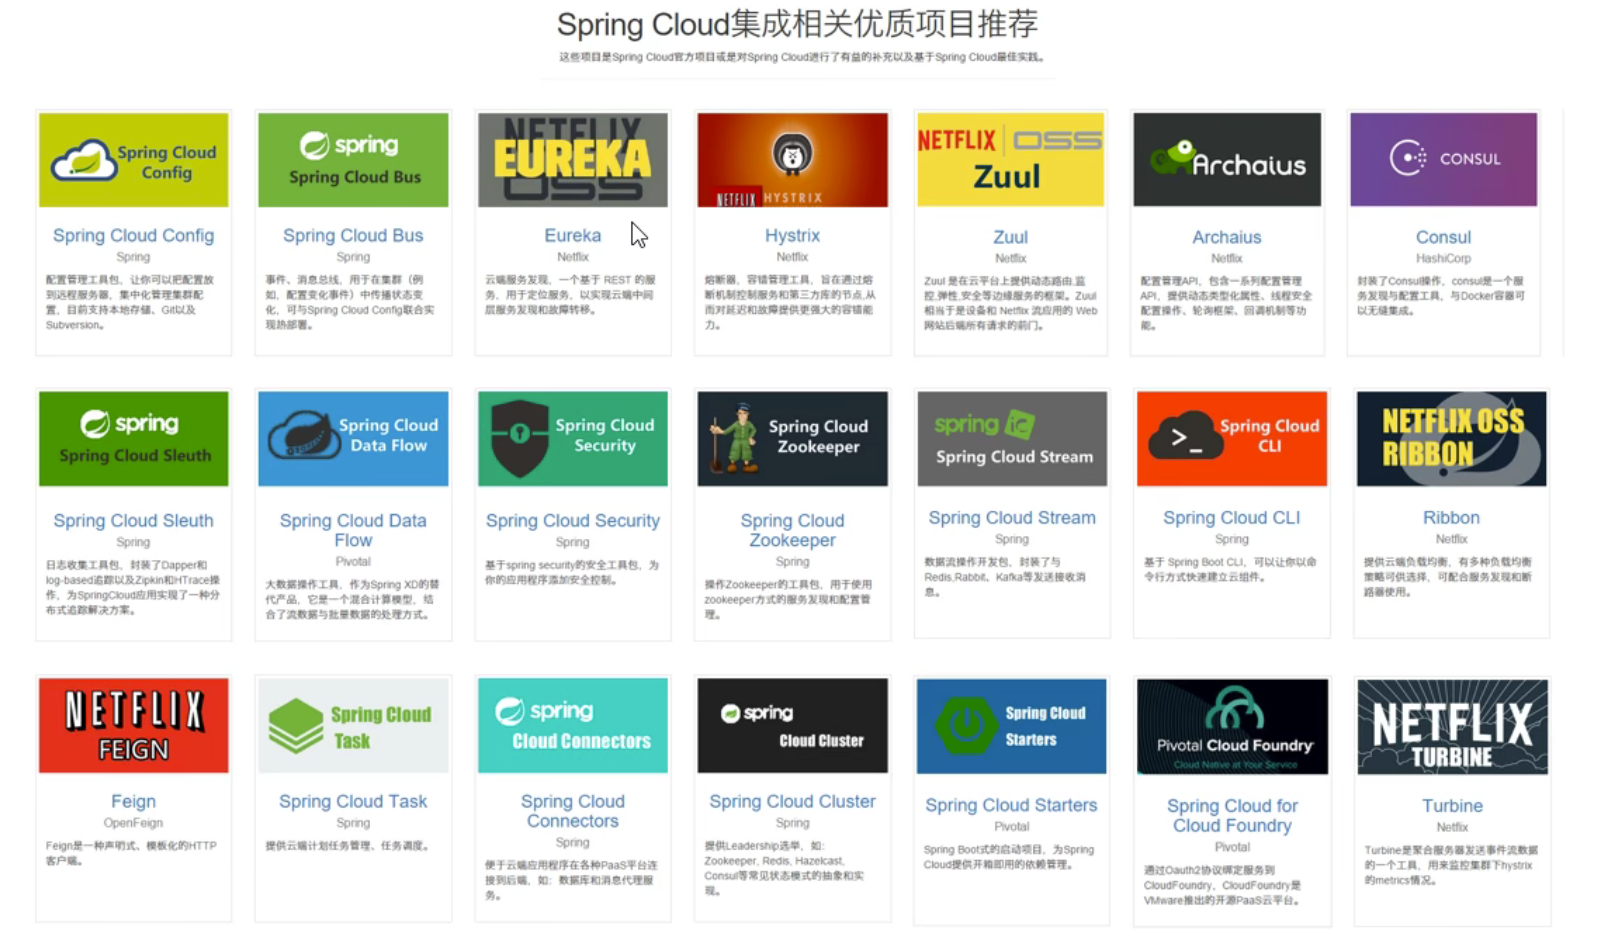 Spring Cloud集成相关优质项目推荐
这些项目是Spring Cloud官方项目或是对Spring Cloud进行了有益的补充以及基于Spring Cloud最佳实践。
Spring Cloud
Config
Spring Cloud Config
Spring
配置管理工具包，让你可以把配置放
到远程服务器，集中化管理集群配
置，目前支持本地存储、Git以及
Subversion。
spring
Spring Cloud Bus
Spring Cloud Bus
Spring
事件、消息总线，用于在集群（例
如，配置变化事件）中传播状态变
化，可与Spring Cloud Config联合实
现热部署。
NETFLIX
EUREKA
OSS
Eureka
Netflix
云端服务发现，一个基于 REST 的服
务，用于定位服务，以实现云端中间
层服务发现和故障转移。
NETFLIX HYSTRIX
Hystrix
Netflix
熔断器，容错管理工具，旨在通过熔
断机制控制服务和第三方库的节点,从
而对延迟和故障提供更强大的容错能
力。
NETFLIX OSS
Zuul
Zuul
Netflix
Zuul 是在云平台上提供动态路由,监
控,弹性,安全等边缘服务的框架。Zuul
相当于是设备和 Netflix 流应用的 Web
网站后端所有请求的前门。
Archaius
Archaius
Netflix
配置管理API，包含一系列配置管理
API，提供动态类型化属性、线程安全
配置操作、轮询框架、回调机制等功
能。
CONSUL
Consul
HashiCorp
封装了Consul操作，consul是一个服
务发现与配置工具，与Docker容器可
以无缝集成。
spring
Spring Cloud Sleuth
Spring Cloud Sleuth
Spring
日志收集工具包，封装了Dapper和
log-based追踪以及Zipkin和HTrace操
作，为SpringCloud应用实现了一种分
布式追踪解决方案。
Spring Cloud
Data Flow
Spring Cloud Data
Flow
Pivotal
大数据操作工具，作为Spring XD的替
代产品，它是一个混合计算模型，结
合了流数据与批量数据的处理方式。
Spring Cloud
Security
Spring Cloud Security
Spring
基于spring security的安全工具包，为
你的应用程序添加安全控制。
Spring Cloud
Zookeeper
Spring Cloud
Zookeeper
Spring
操作Zookeeper的工具包，用于使用
zookeeper方式的服务发现和配置管
理。
spring
Spring Cloud Stream
Spring Cloud Stream
Spring
数据流操作开发包，封装了与
Redis,Rabbit、Kafka等发送接收消
息。
Spring Cloud
CLI
Spring Cloud CLI
Spring
基于 Spring Boot CLI，可以让你以命
令行方式快速建立云组件。
NETFLIX OSS
RIBBON
Ribbon
Netflix
提供云端负载均衡，有多种负载均衡
策略可供选择，可配合服务发现和断
路器使用。
NETFLIX
FEIGN
Feign
OpenFeign
Feign是一种声明式、模板化的HTTP
客户端。
Spring Cloud
Task
Spring Cloud Task
Spring
提供云端计划任务管理、任务调度。
spring
Cloud Connectors
Spring Cloud
Connectors
Spring
便于云端应用程序在各种PaaS平台连
接到后端，如：数据库和消息代理服
务。
spring
Cloud Cluster
Spring Cloud Cluster
Spring
提供Leadership选举，如：
Zookeeper, Redis, Hazelcast,
Consul等常见状态模式的抽象和实
现。
Spring Cloud
Starters
Spring Cloud Starters
Pivotal
Spring Boot式的启动项目，为Spring
Cloud提供开箱即用的依赖管理。
Pivotal Cloud Foundry
Cloud Native at Your Service
Spring Cloud for
Cloud Foundry
Pivotal
通过Oauth2协议绑定服务到
CloudFoundry，CloudFoundry是
VMware推出的开源PaaS云平台。
NETFLIX
TURBINE
Turbine
Netflix
Turbine是聚合服务器发送事件流数据
的一个工具，用来监控集群下hystrix
的metrics情况。